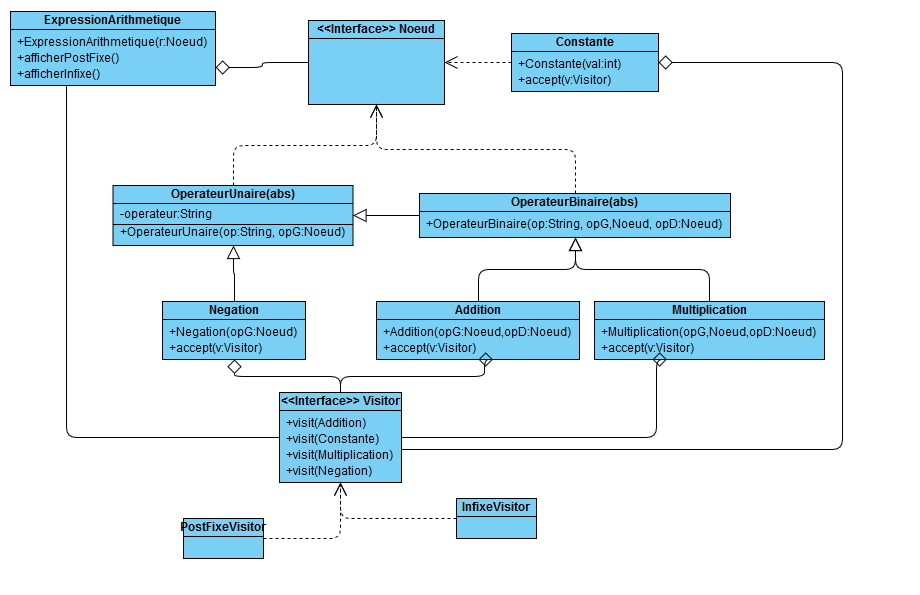 ExpressionArithmetique
+ExpressionArithmetique(r:Noeud)
+afficherPostFixe()
+afficherInfixe()
<<Interface>> Noeud
Constante
+Constante(val:int)
+accept(v:Visitor)
OperateurUnaire(abs)
-operateur:String
+OperateurUnaire(op:String, opG:Noeud)
OperateurBinaire(abs)
+OperateurBinaire(op:String, opG,Noeud, opD:Noeud)
Negation
+Negation(opG:Noeud)
+accept(v:Visitor)
Addition
+Addition(opG:Noeud,opD:Noeud)
+accept(v:Visitor)
Multiplication
+Multiplication(opG,Noeud,opD:Noeud)
+accept(v:Visitor)
<<Interface>> Visitor
+visit(Addition)
+visit(Constante)
+visit(Multiplication)
+visit(Negation)
PostFixeVisitor
InfixeVisitor